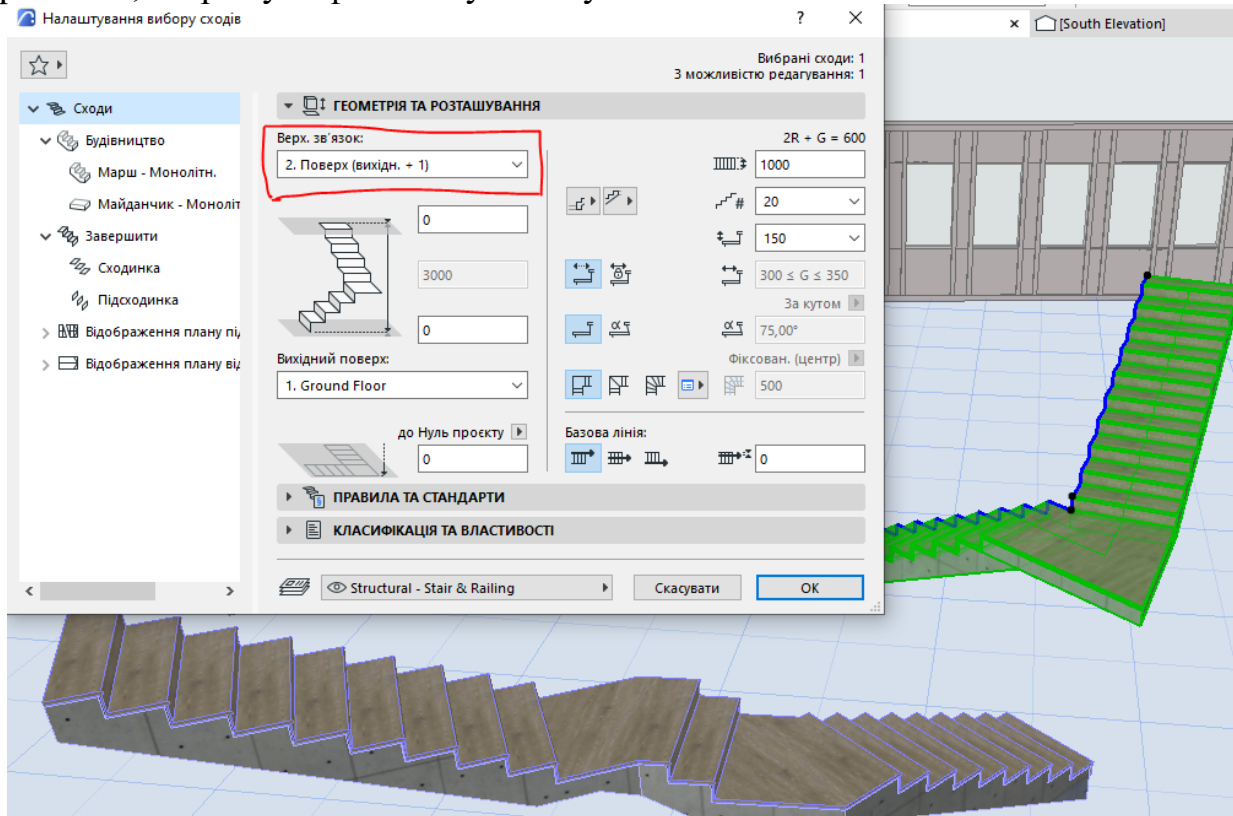 Налаштування вибору сходів
? ×
× [South Elevation]
Вибрані сходи: 1
З можливістю редагування: 1
Сходи
Будівництво
Марш - Монолітн.
Майданчик - Моноліт
Завершити
Сходинка
Підсходинка
Відображення плану пі
Відображення плану від
ГЕОМЕТРІЯ ТА РОЗТАШУВАННЯ
Верх. зв'язок:
2. Поверх (вихідн. + 1)
0
3000
0
Вихідний поверх:
1. Ground Floor
до Нуль проєкту
0
2R + G = 600
1000
# 20
150
300 ≤ G ≤ 350
За кутом
75,00°
Фіксован. (центр)
500
Базова лінія:
0
ПРАВИЛА ТА СТАНДАРТИ
КЛАСИФІКАЦІЯ ТА ВЛАСТИВОСТІ
Structural - Stair & Railing
Скасувати
OK